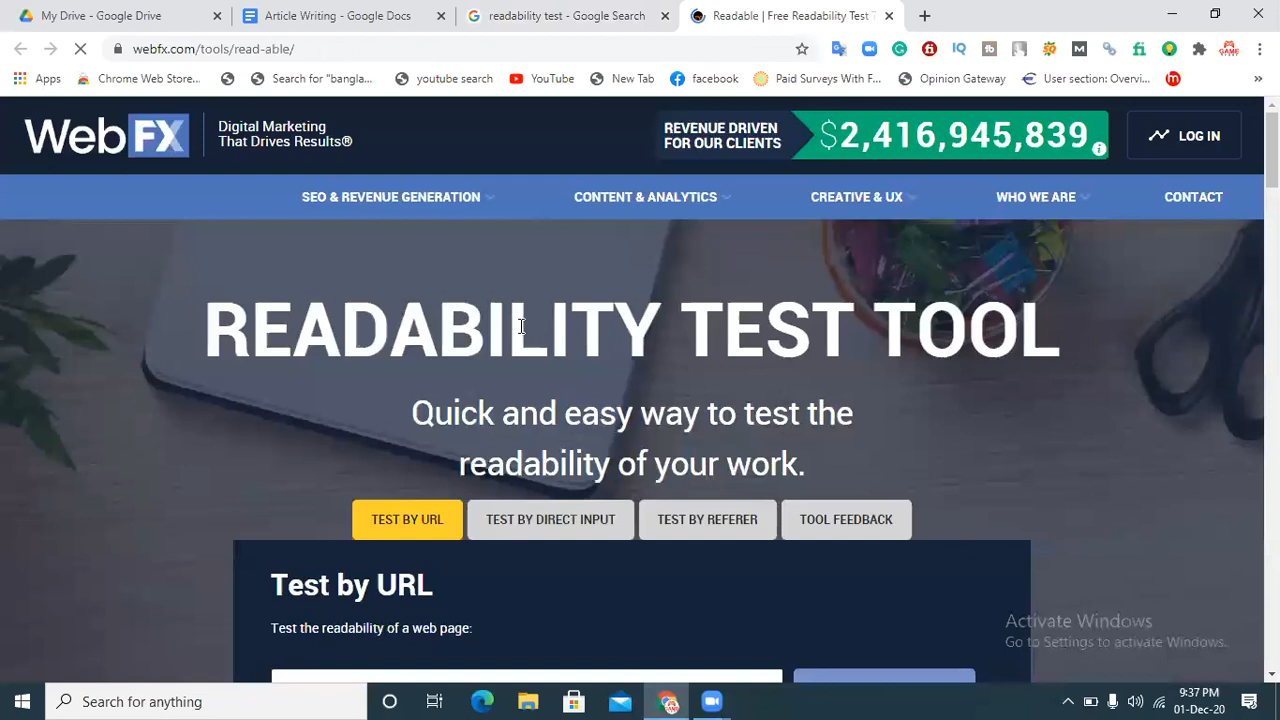 My Drive - Google Drive
Article Writing - Google Docs
readability test - Google Search
Readable | Free Readability Test T
webfx.com/tools/read-able/
Apps
Chrome Web Store...
Search for "bangla...
youtube search
YouTube
New Tab
facebook
Paid Surveys With F...
Opinion Gateway
User section: Overvi...
WebFX
Digital Marketing
That Drives Results®
REVENUE DRIVEN
FOR OUR CLIENTS
$2,416,945,839
LOG IN
SEO & REVENUE GENERATION
CONTENT & ANALYTICS
CREATIVE & UX
WHO WE ARE
CONTACT
READABILITY TEST TOOL
Quick and easy way to test the
readability of your work.
TEST BY URL
TEST BY DIRECT INPUT
TEST BY REFERER
TOOL FEEDBACK
Test by URL
Test the readability of a web page:
Activate Windows
Go to Settings to activate Windows.
Search for anything
9:37 PM
01-Dec-20